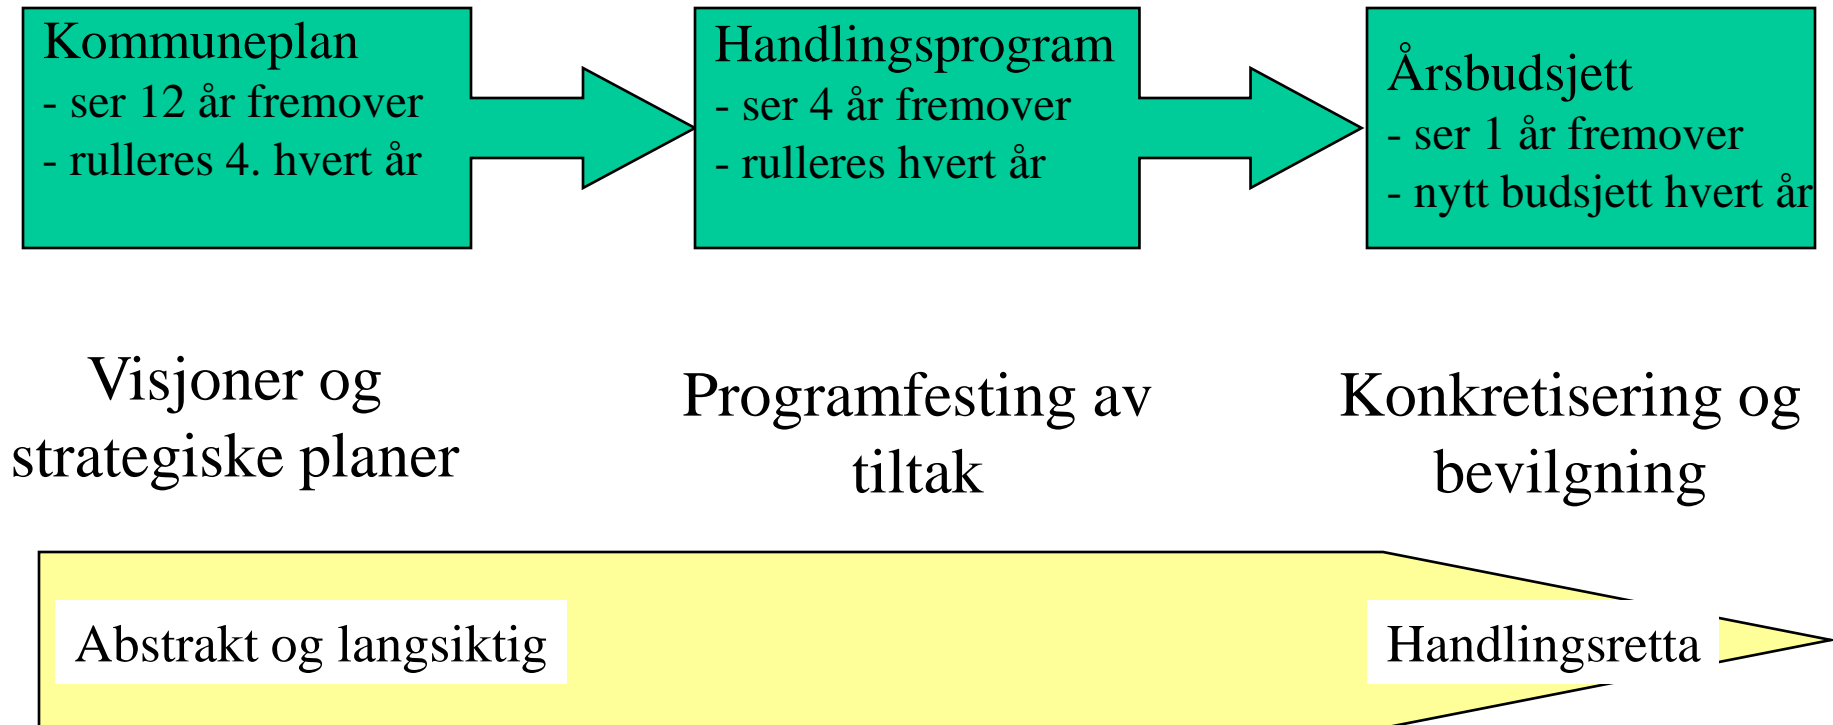 Kommuneplan
- ser 12 år fremover
- rulleres 4. hvert år
Handlingsprogram
- ser 4 år fremover
- rulleres hvert år
Årsbudsjett
- ser 1 år fremover
- nytt budsjett hvert år
Visjoner og
strategiske planer
Programfesting av
tiltak
Konkretisering og
bevilgning
Abstrakt og langsiktig
Handlingsretta